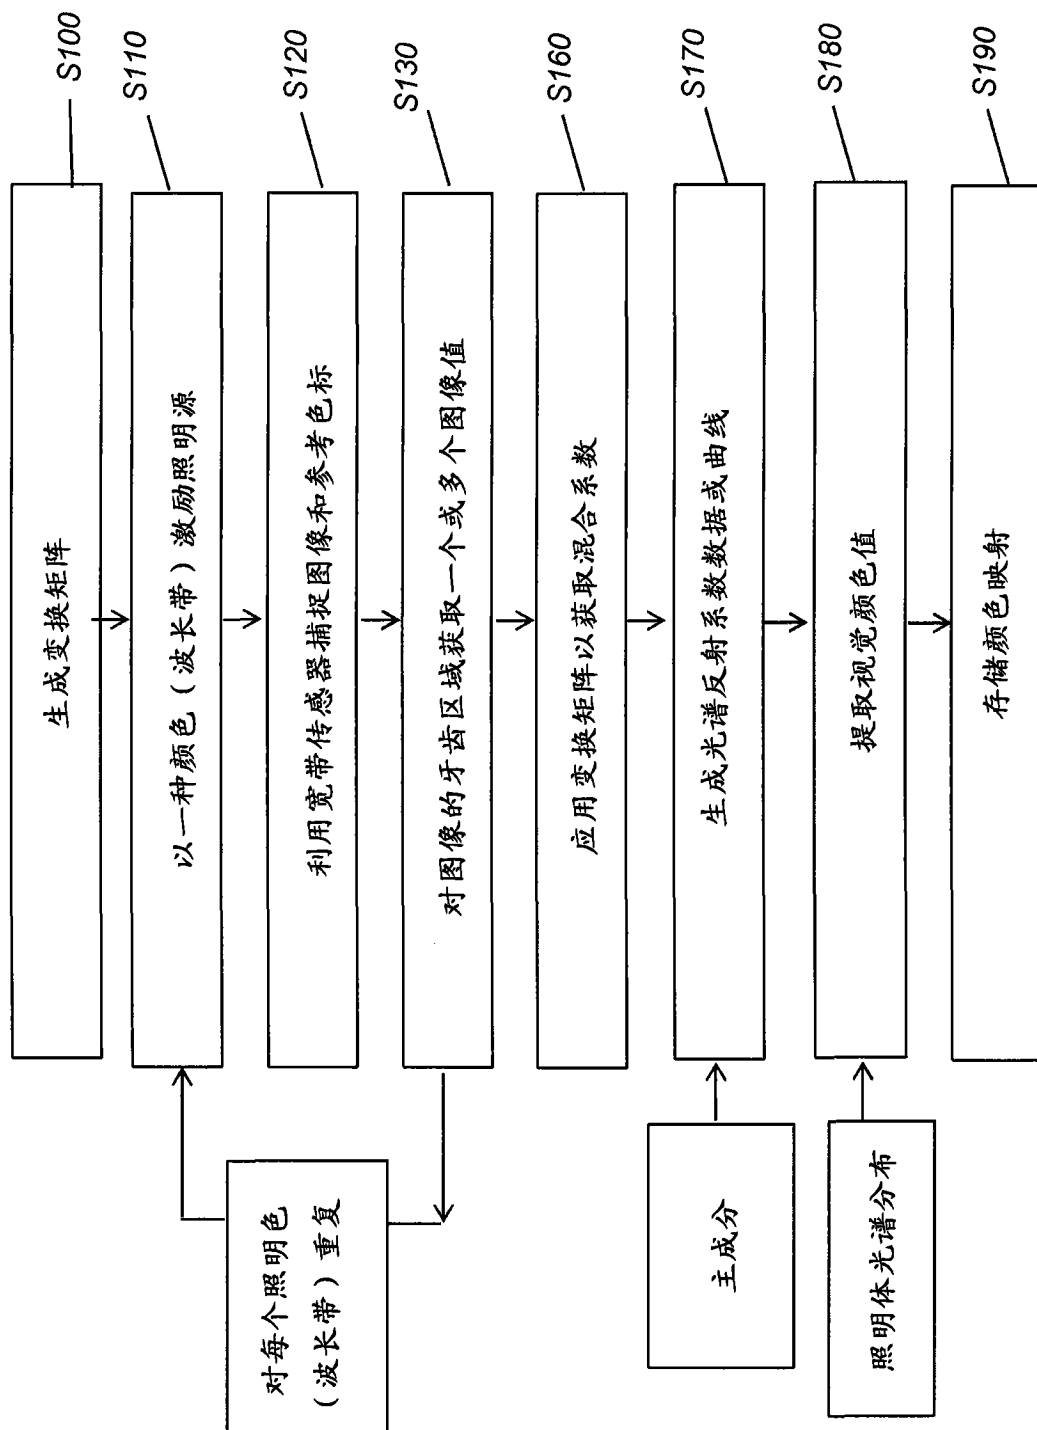 生成变换矩阵
S100
以一种颜色（波长带）激励照明源
S110
利用宽带传感器捕捉图像和参考色标
S120
对图像的牙齿区域获取一个或多个图像值
S130
对每个照明色
（波长带）重复
应用变换矩阵以获取混合系数
S160
生成光谱反射系数数据或曲线
S170
主成分
提取视觉颜色值
S180
照明体光谱分布
存储颜色映射
S190